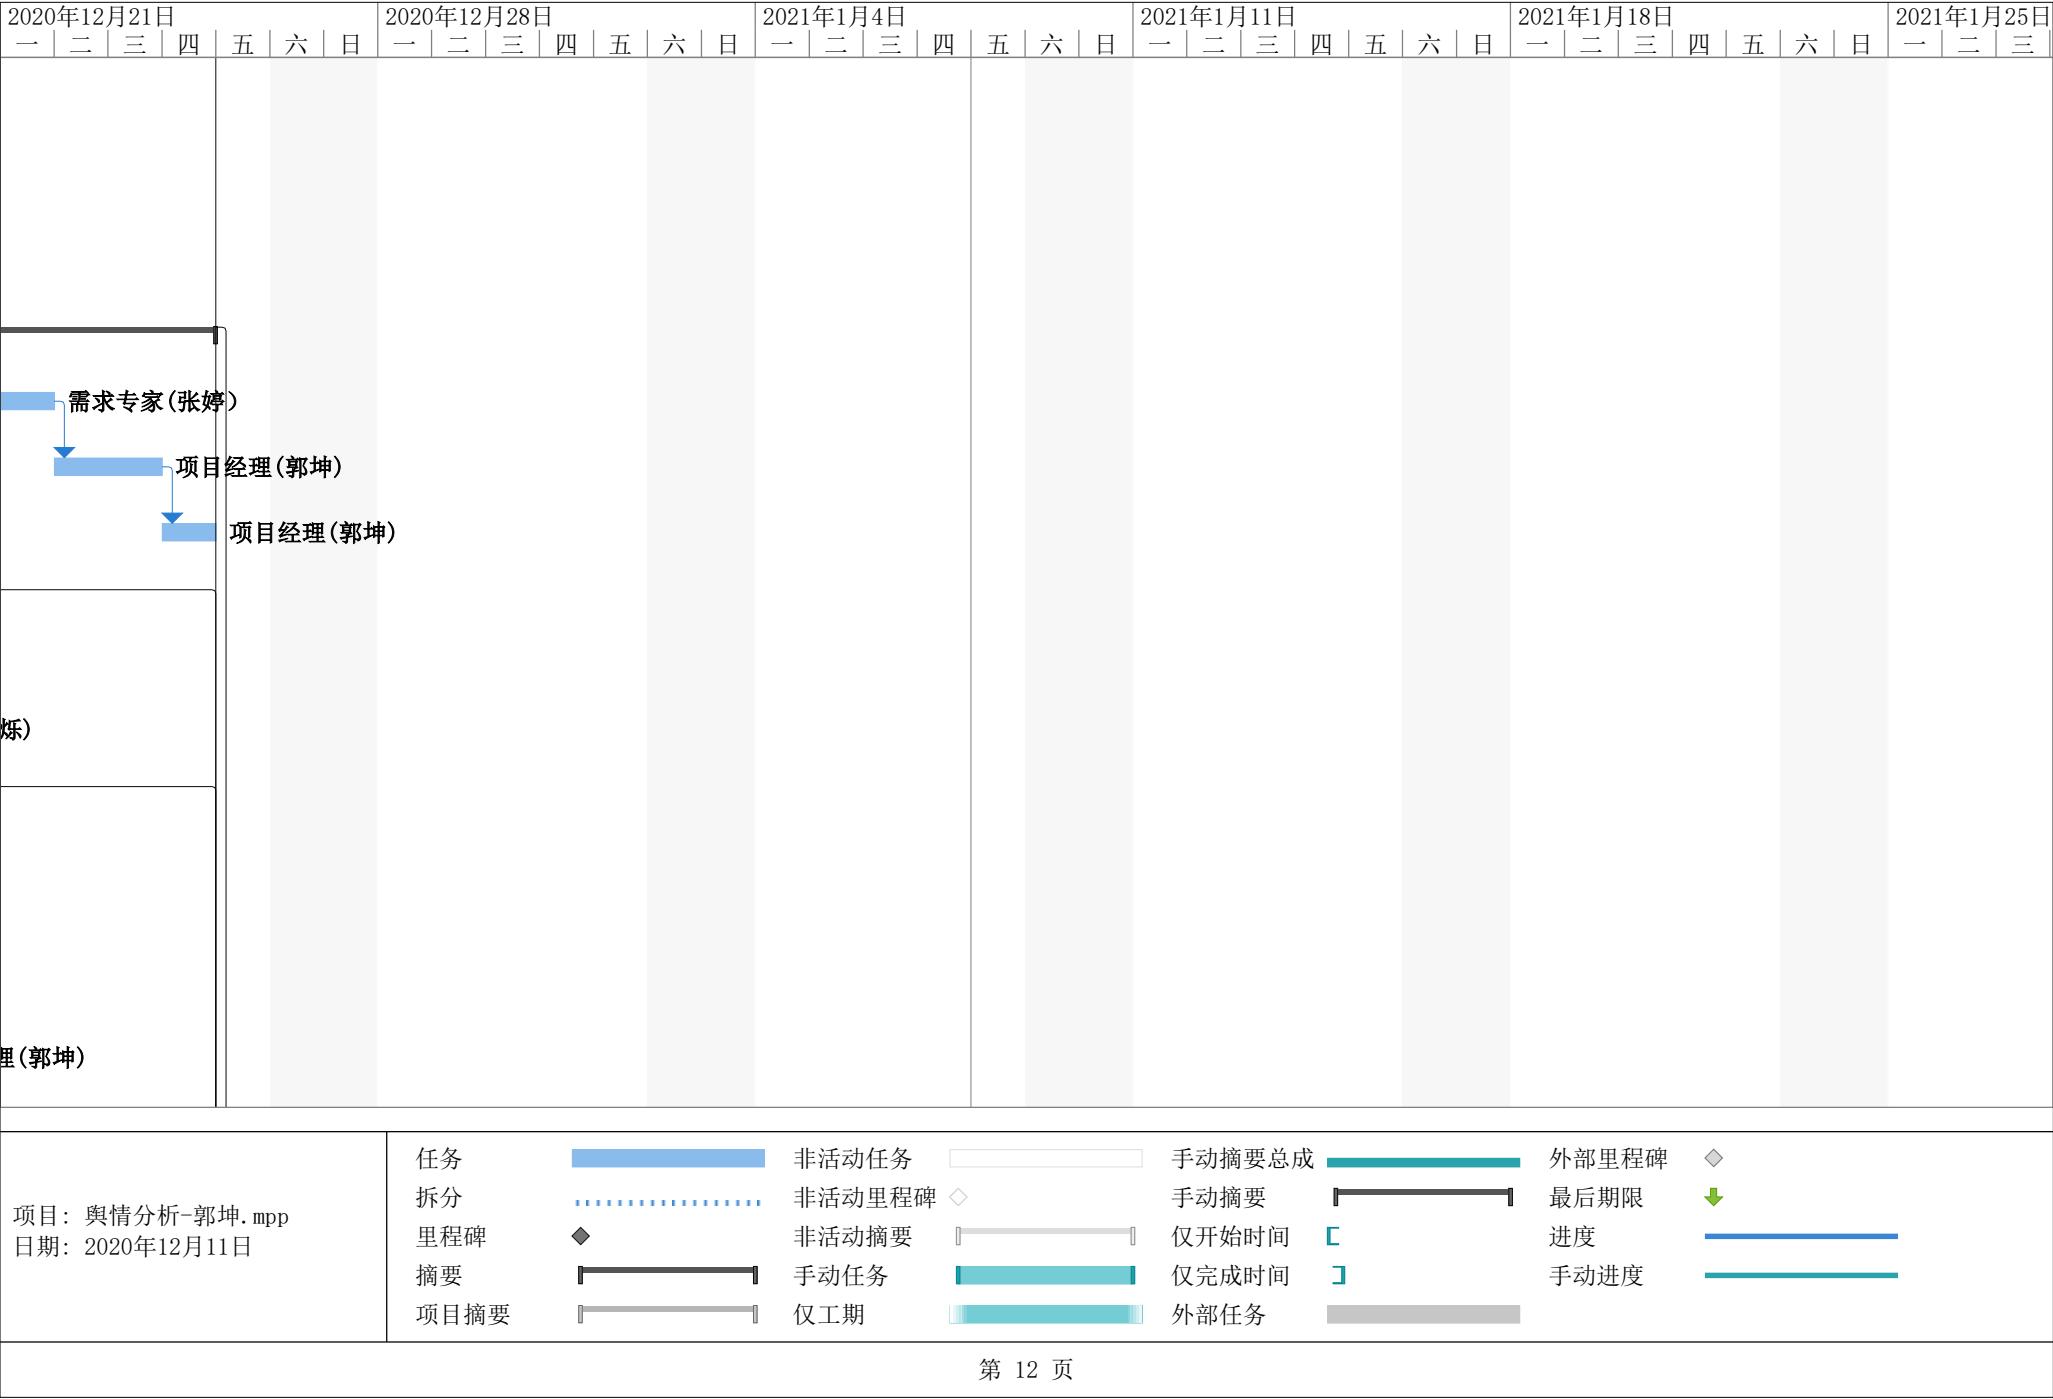 2020年12月21日 2020年12月28日 2021年1月4日 2021年1月11日 2021年1月18日 2021年1月25日
一 二 三 四 五 六 日 一 二 三 四 五 六 日 一 二 三 四 五 六 日 一 二 三 四 五 六 日 一 二 三 四 五 六 日 一 二 三
需求专家(张婷)
项目经理(郭坤)
项目经理(郭坤)
烁)
理(郭坤)
项目: 舆情分析-郭坤.mpp
日期: 2020年12月11日
任务 非活动任务 手动摘要总成 外部里程碑
拆分 非活动里程碑 手动摘要 最后期限
里程碑 非活动摘要 仅开始时间 进度
摘要 手动任务 仅完成时间 手动进度
项目摘要 仅工期 外部任务
第 12 页